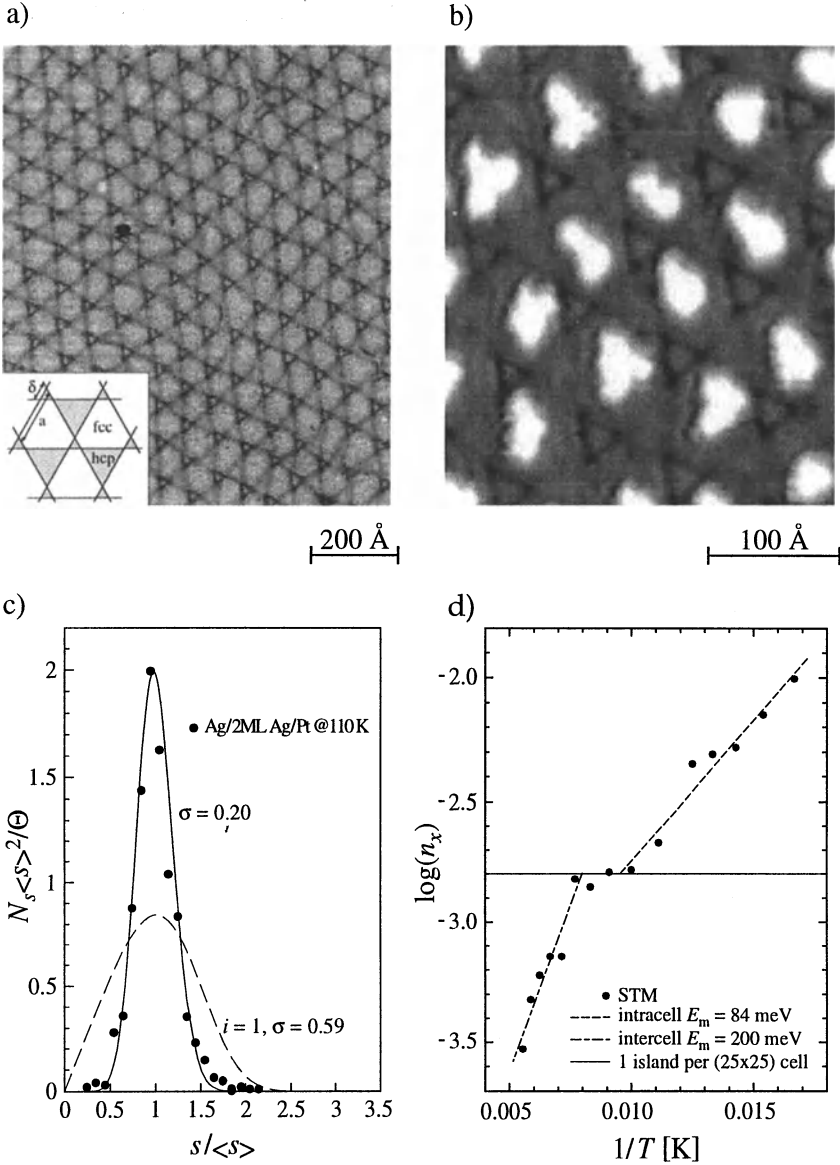 a)
b)
δ
a
fcc
hcp
200 Å
100 Å
c)
d)
2
1.5
1
0.5
0
N_s<s>²/Θ
Ag/2ML Ag/Pt @110 K
σ = 0.20
i = 1, σ = 0.59
0 0.5 1 1.5 2 2.5 3 3.5
s/<s>
-2.0
-2.5
-3.0
-3.5
log(n_x)
STM
intracell E_m = 84 meV
intercell E_m = 200 meV
1 island per (25x25) cell
0.005 0.010 0.015
1/T [K]